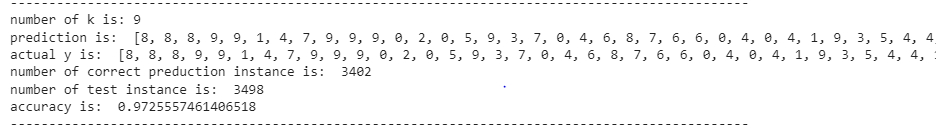 --------------------------------------------------------------------------------------------------
number of k is: 9
prediction is:  [8, 8, 8, 9, 9, 1, 4, 7, 9, 9, 9, 0, 2, 0, 5, 9, 3, 7, 0, 4, 6, 8, 7, 6, 6, 0, 4, 0, 4, 1, 9, 3, 5, 4, 4,
actual y is:  [8, 8, 8, 9, 9, 1, 4, 7, 9, 9, 9, 0, 2, 0, 5, 9, 3, 7, 0, 4, 6, 8, 7, 6, 6, 0, 4, 0, 4, 1, 9, 3, 5, 4, 4,
number of correct preduction instance is:  3402
number of test instance is:  3498
accuracy is:  0.9725557461406518
--------------------------------------------------------------------------------------------------